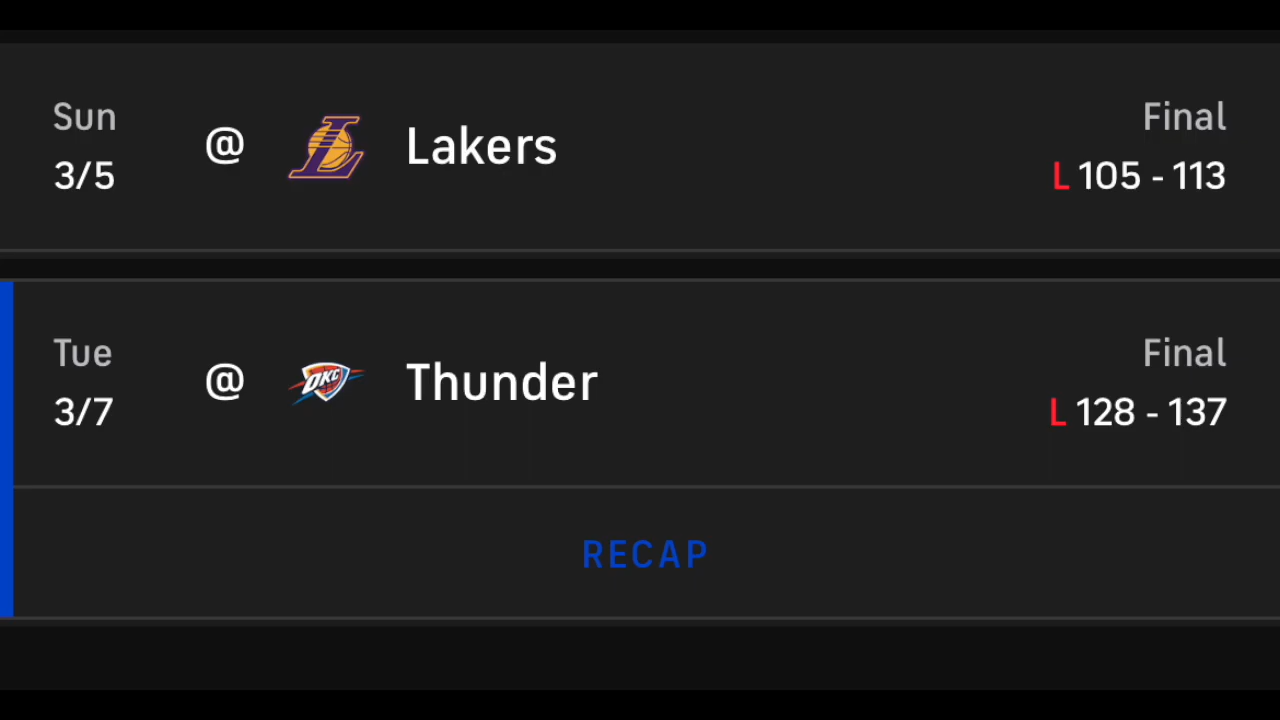 Sun
3/5
@ Lakers
Final
L 105 - 113
Tue
3/7
@ OKC Thunder
Final
L 128 - 137
RECAP